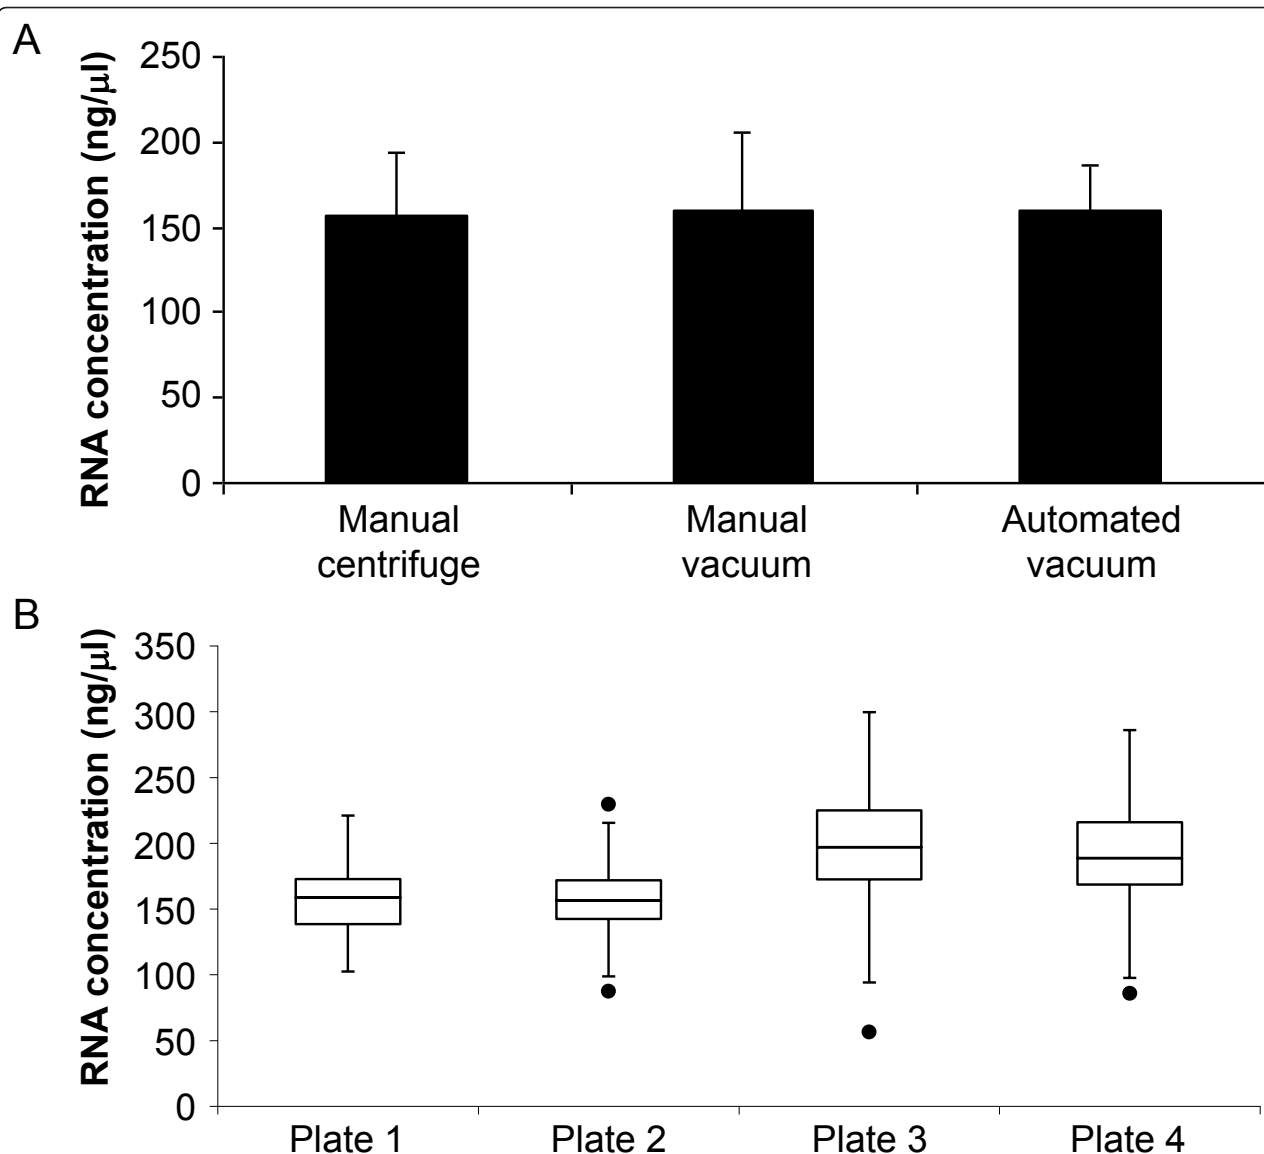 A
RNA concentration (ng/µl)
250
200
150
100
50
0
Manual
centrifuge
Manual
vacuum
Automated
vacuum
B
RNA concentration (ng/µl)
350
300
250
200
150
100
50
0
Plate 1
Plate 2
Plate 3
Plate 4